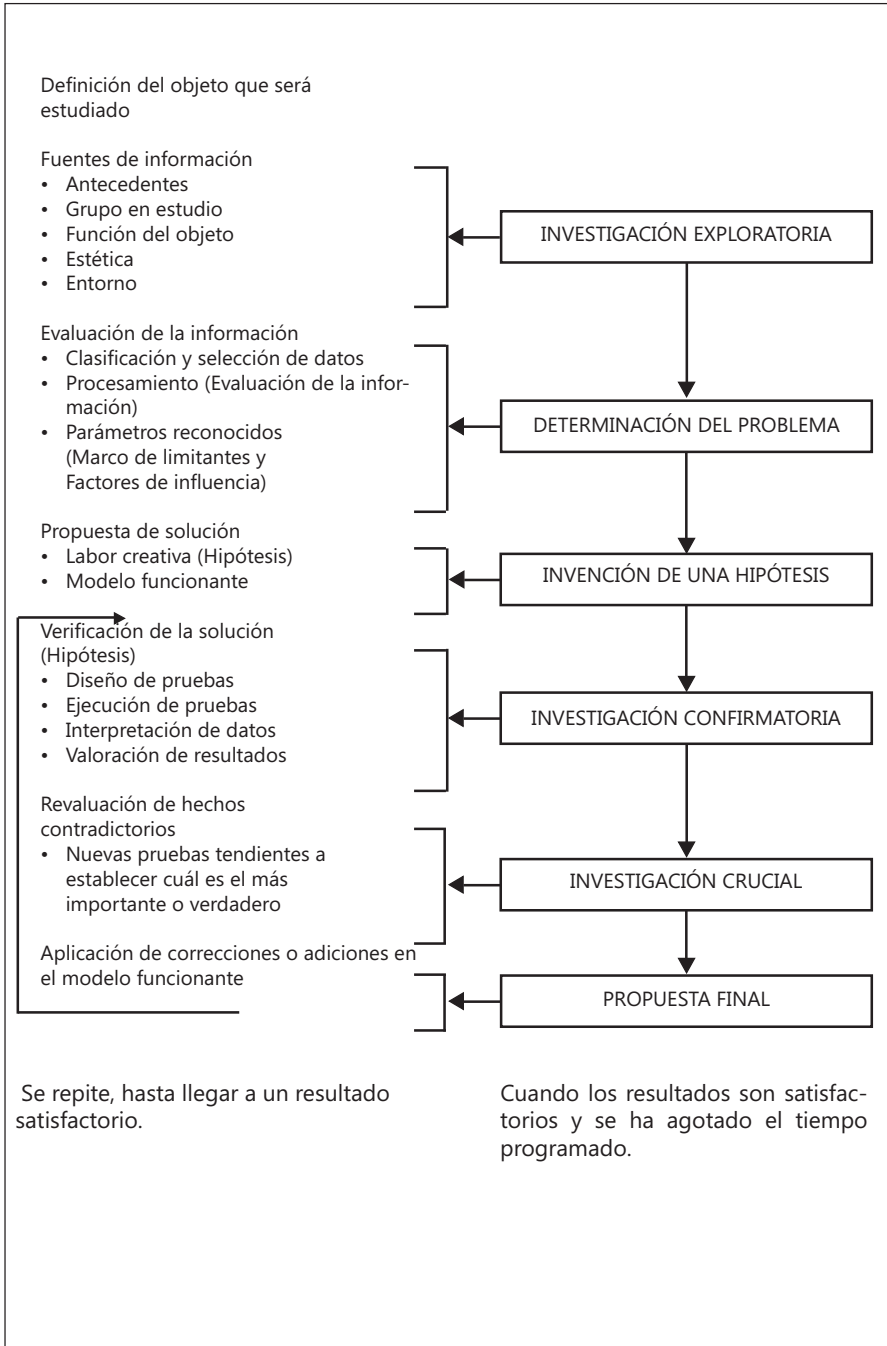 Definición del objeto que será
estudiado
Fuentes de información
• Antecedentes
• Grupo en estudio
• Función del objeto
• Estética
• Entorno
INVESTIGACIÓN EXPLORATORIA
Evaluación de la información
• Clasificación y selección de datos
• Procesamiento (Evaluación de la infor-
mación)
• Parámetros reconocidos
(Marco de limitantes y
Factores de influencia)
DETERMINACIÓN DEL PROBLEMA
Propuesta de solución
• Labor creativa (Hipótesis)
• Modelo funcionante
INVENCIÓN DE UNA HIPÓTESIS
Verificación de la solución
(Hipótesis)
• Diseño de pruebas
• Ejecución de pruebas
• Interpretación de datos
• Valoración de resultados
INVESTIGACIÓN CONFIRMATORIA
Revaluación de hechos
contradictorios
• Nuevas pruebas tendientes a
establecer cuál es el más
importante o verdadero
INVESTIGACIÓN CRUCIAL
Aplicación de correcciones o adiciones en
el modelo funcionante
PROPUESTA FINAL
Se repite, hasta llegar a un resultado
satisfactorio.
Cuando los resultados son satisfac-
torios y se ha agotado el tiempo
programado.